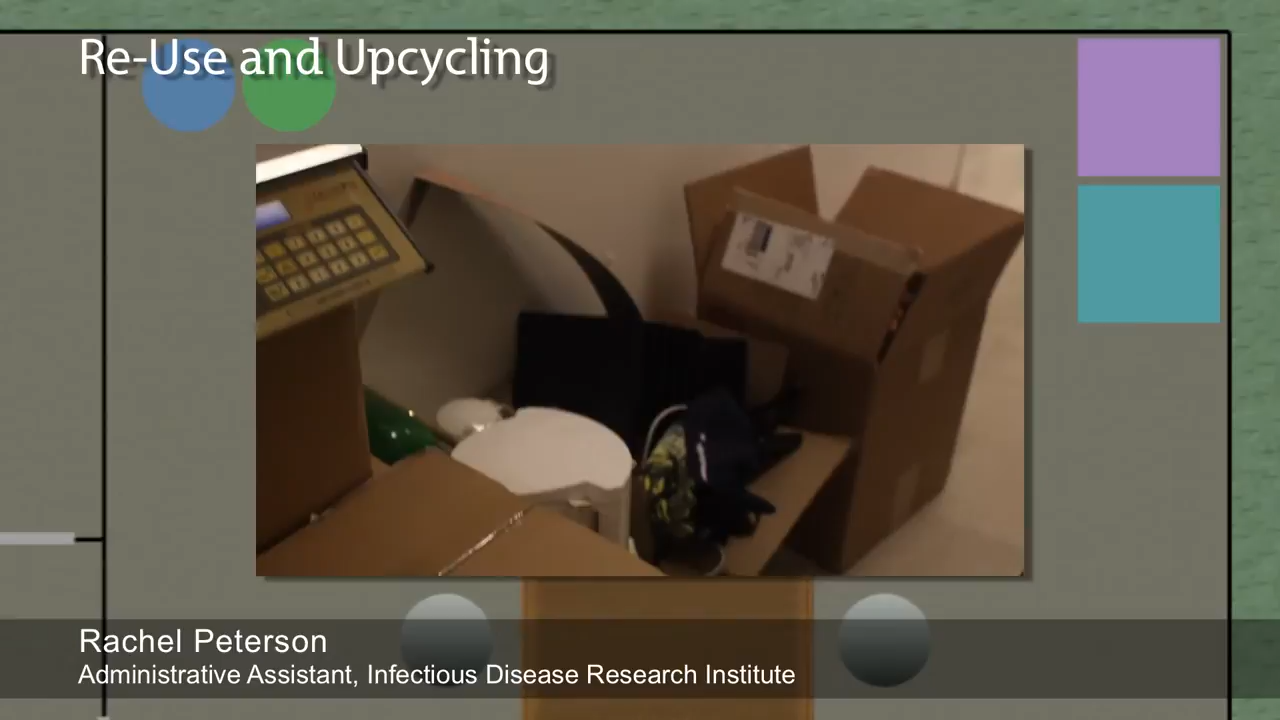 Re-Use and Upcycling
Rachel Peterson
Administrative Assistant, Infectious Disease Research Institute